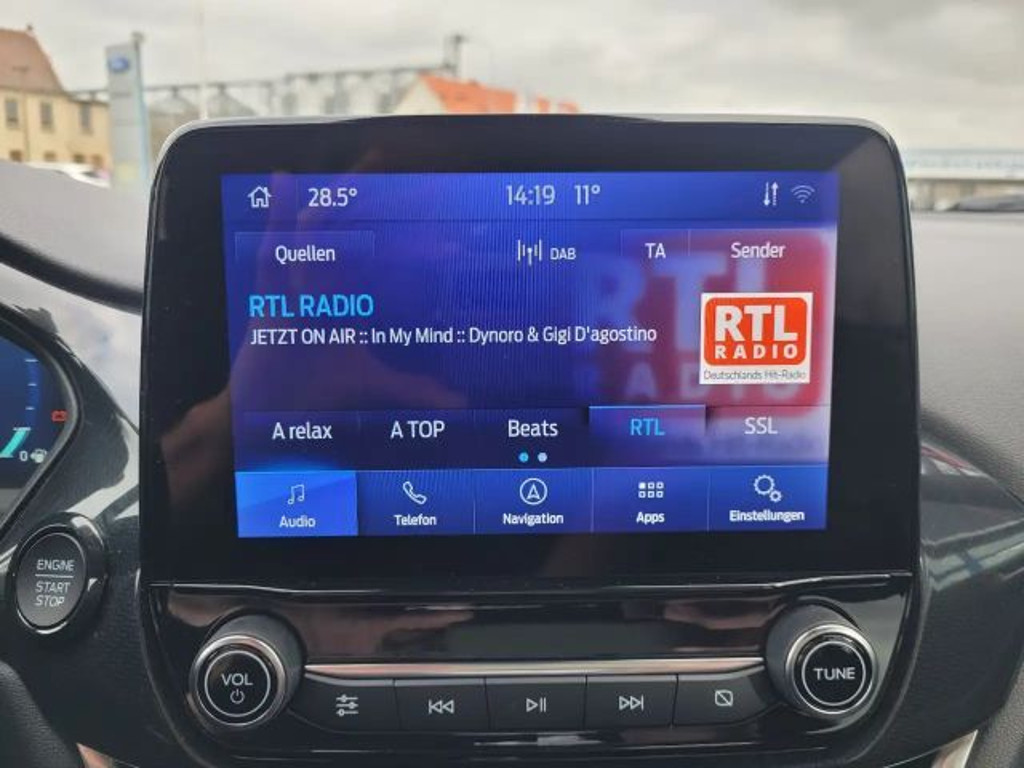 28.5° 14:19 11°
Quellen DAB TA Sender
RTL RADIO
JETZT ON AIR :: In My Mind :: Dynoro & Gigi D'agostino
RTL
RADIO
Deutschlands Hit-Radio
A relax A TOP Beats RTL SSL
Audio Telefon Navigation Apps Einstellungen
ENGINE
START
STOP
VOL
TUNE
0